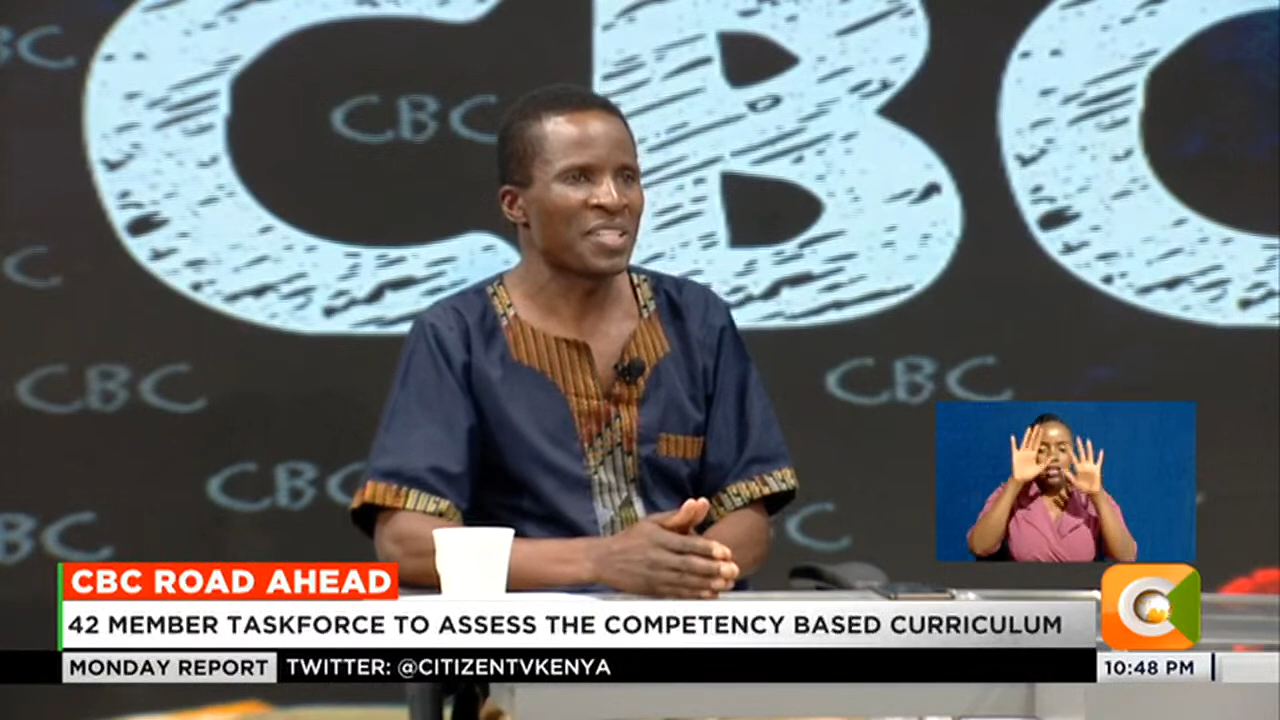 CBC
CBC
CBC
CBC
CBC
CBC ROAD AHEAD
42 MEMBER TASKFORCE TO ASSESS THE COMPETENCY BASED CURRICULUM
MONDAY REPORT
TWITTER: @CITIZENTVKENYA
10:48 PM